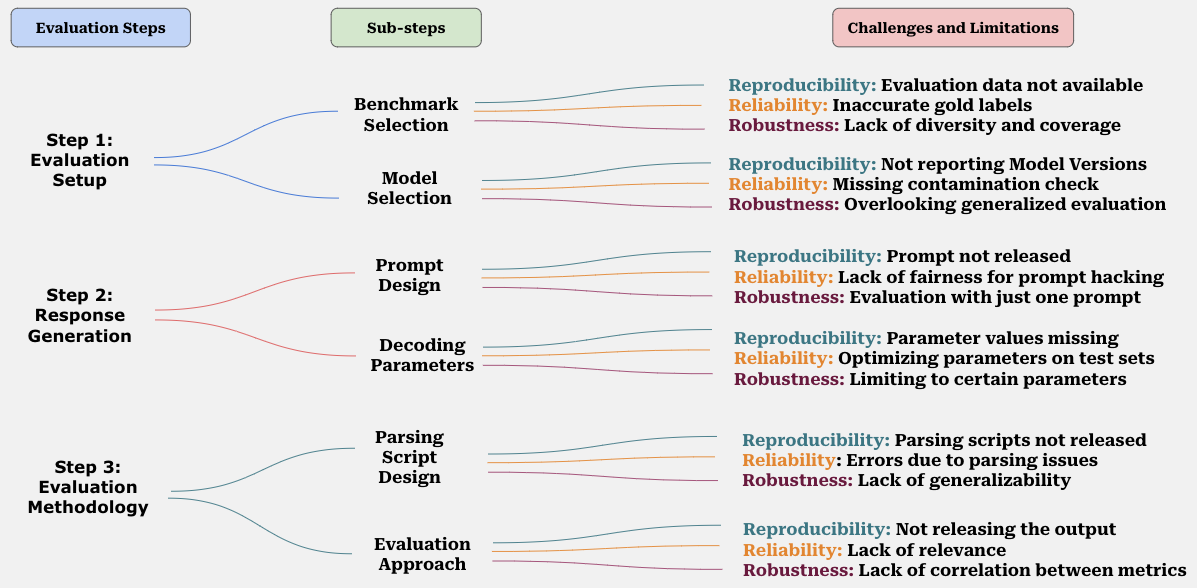 Evaluation Steps
Sub-steps
Challenges and Limitations
Step 1:
Evaluation
Setup
Benchmark
Selection
Reproducibility: Evaluation data not available
Reliability: Inaccurate gold labels
Robustness: Lack of diversity and coverage
Model
Selection
Reproducibility: Not reporting Model Versions
Reliability: Missing contamination check
Robustness: Overlooking generalized evaluation
Step 2:
Response
Generation
Prompt
Design
Reproducibility: Prompt not released
Reliability: Lack of fairness for prompt hacking
Robustness: Evaluation with just one prompt
Decoding
Parameters
Reproducibility: Parameter values missing
Reliability: Optimizing parameters on test sets
Robustness: Limiting to certain parameters
Step 3:
Evaluation
Methodology
Parsing
Script
Design
Reproducibility: Parsing scripts not released
Reliability: Errors due to parsing issues
Robustness: Lack of generalizability
Evaluation
Approach
Reproducibility: Not releasing the output
Reliability: Lack of relevance
Robustness: Lack of correlation between metrics